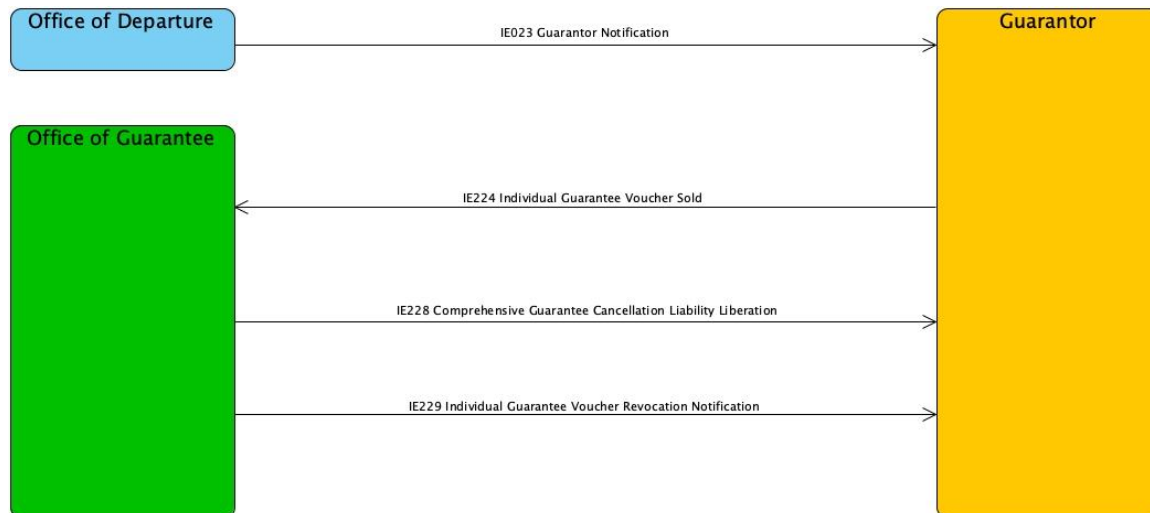 Office of Departure
Guarantor
IE023 Guarantor Notification
Office of Guarantee
IE224 Individual Guarantee Voucher Sold
IE228 Comprehensive Guarantee Cancellation Liability Liberation
IE229 Individual Guarantee Voucher Revocation Notification